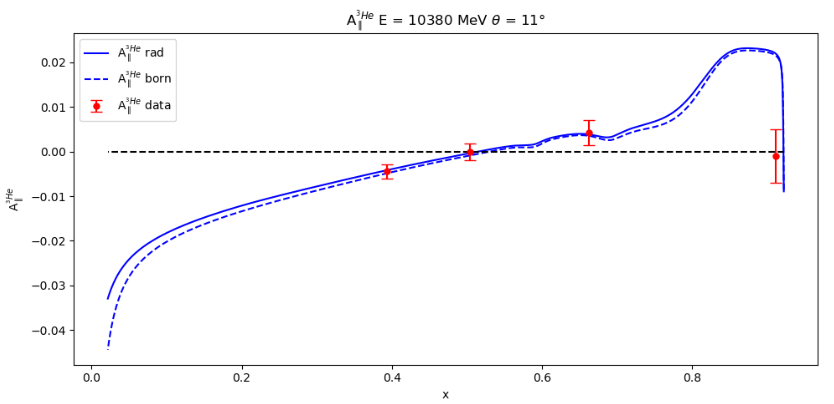 A∥³ᴴᵉ E = 10380 MeV θ = 11°
A∥³ᴴᵉ rad
A∥³ᴴᵉ born
A∥³ᴴᵉ data
0.02
0.01
0.00
−0.01
−0.02
−0.03
−0.04
A∥³ᴴᵉ
0.0 0.2 0.4 0.6 0.8
x